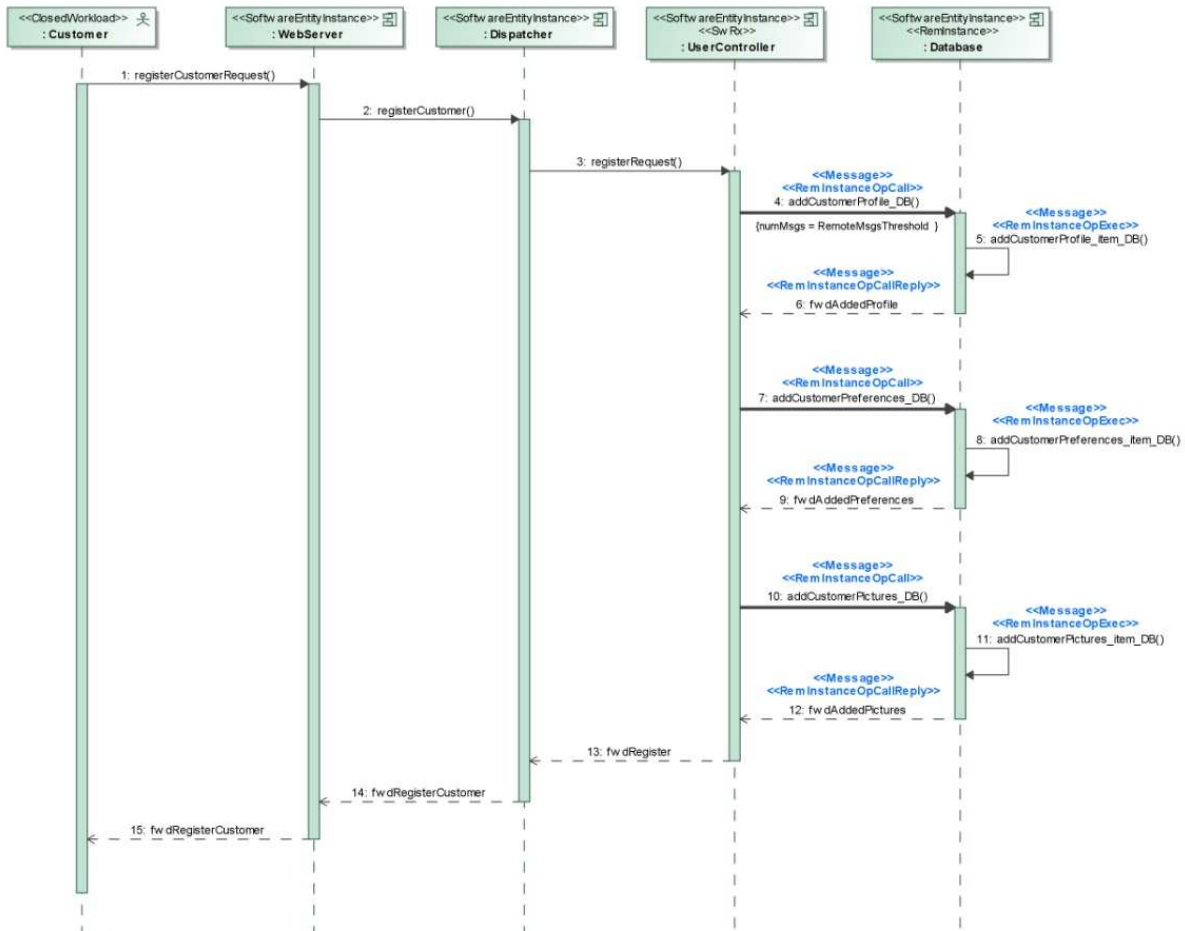 <<ClosedWorkload>>
: Customer
<<SoftwareEntityInstance>>
: WebServer
<<SoftwareEntityInstance>>
: Dispatcher
<<SoftwareEntityInstance>>
<<SwRx>>
: UserController
<<SoftwareEntityInstance>>
<<RemInstance>>
: Database
1: registerCustomerRequest()
2: registerCustomer()
3: registerRequest()
<<Message>>
<<RemInstanceOpCall>>
4: addCustomerProfile_DB()
{numMsgs = RemoteMsgsThreshold }
<<Message>>
<<RemInstanceOpExec>>
5: addCustomerProfile_item_DB()
<<Message>>
<<RemInstanceOpCallReply>>
6: fwdAddedProfile
<<Message>>
<<RemInstanceOpCall>>
7: addCustomerPreferences_DB()
<<Message>>
<<RemInstanceOpExec>>
8: addCustomerPreferences_item_DB()
<<Message>>
<<RemInstanceOpCallReply>>
9: fwdAddedPreferences
<<Message>>
<<RemInstanceOpCall>>
10: addCustomerPictures_DB()
<<Message>>
<<RemInstanceOpExec>>
11: addCustomerPictures_item_DB()
<<Message>>
<<RemInstanceOpCallReply>>
12: fwdAddedPictures
13: fwdRegister
14: fwdRegisterCustomer
15: fwdRegisterCustomer